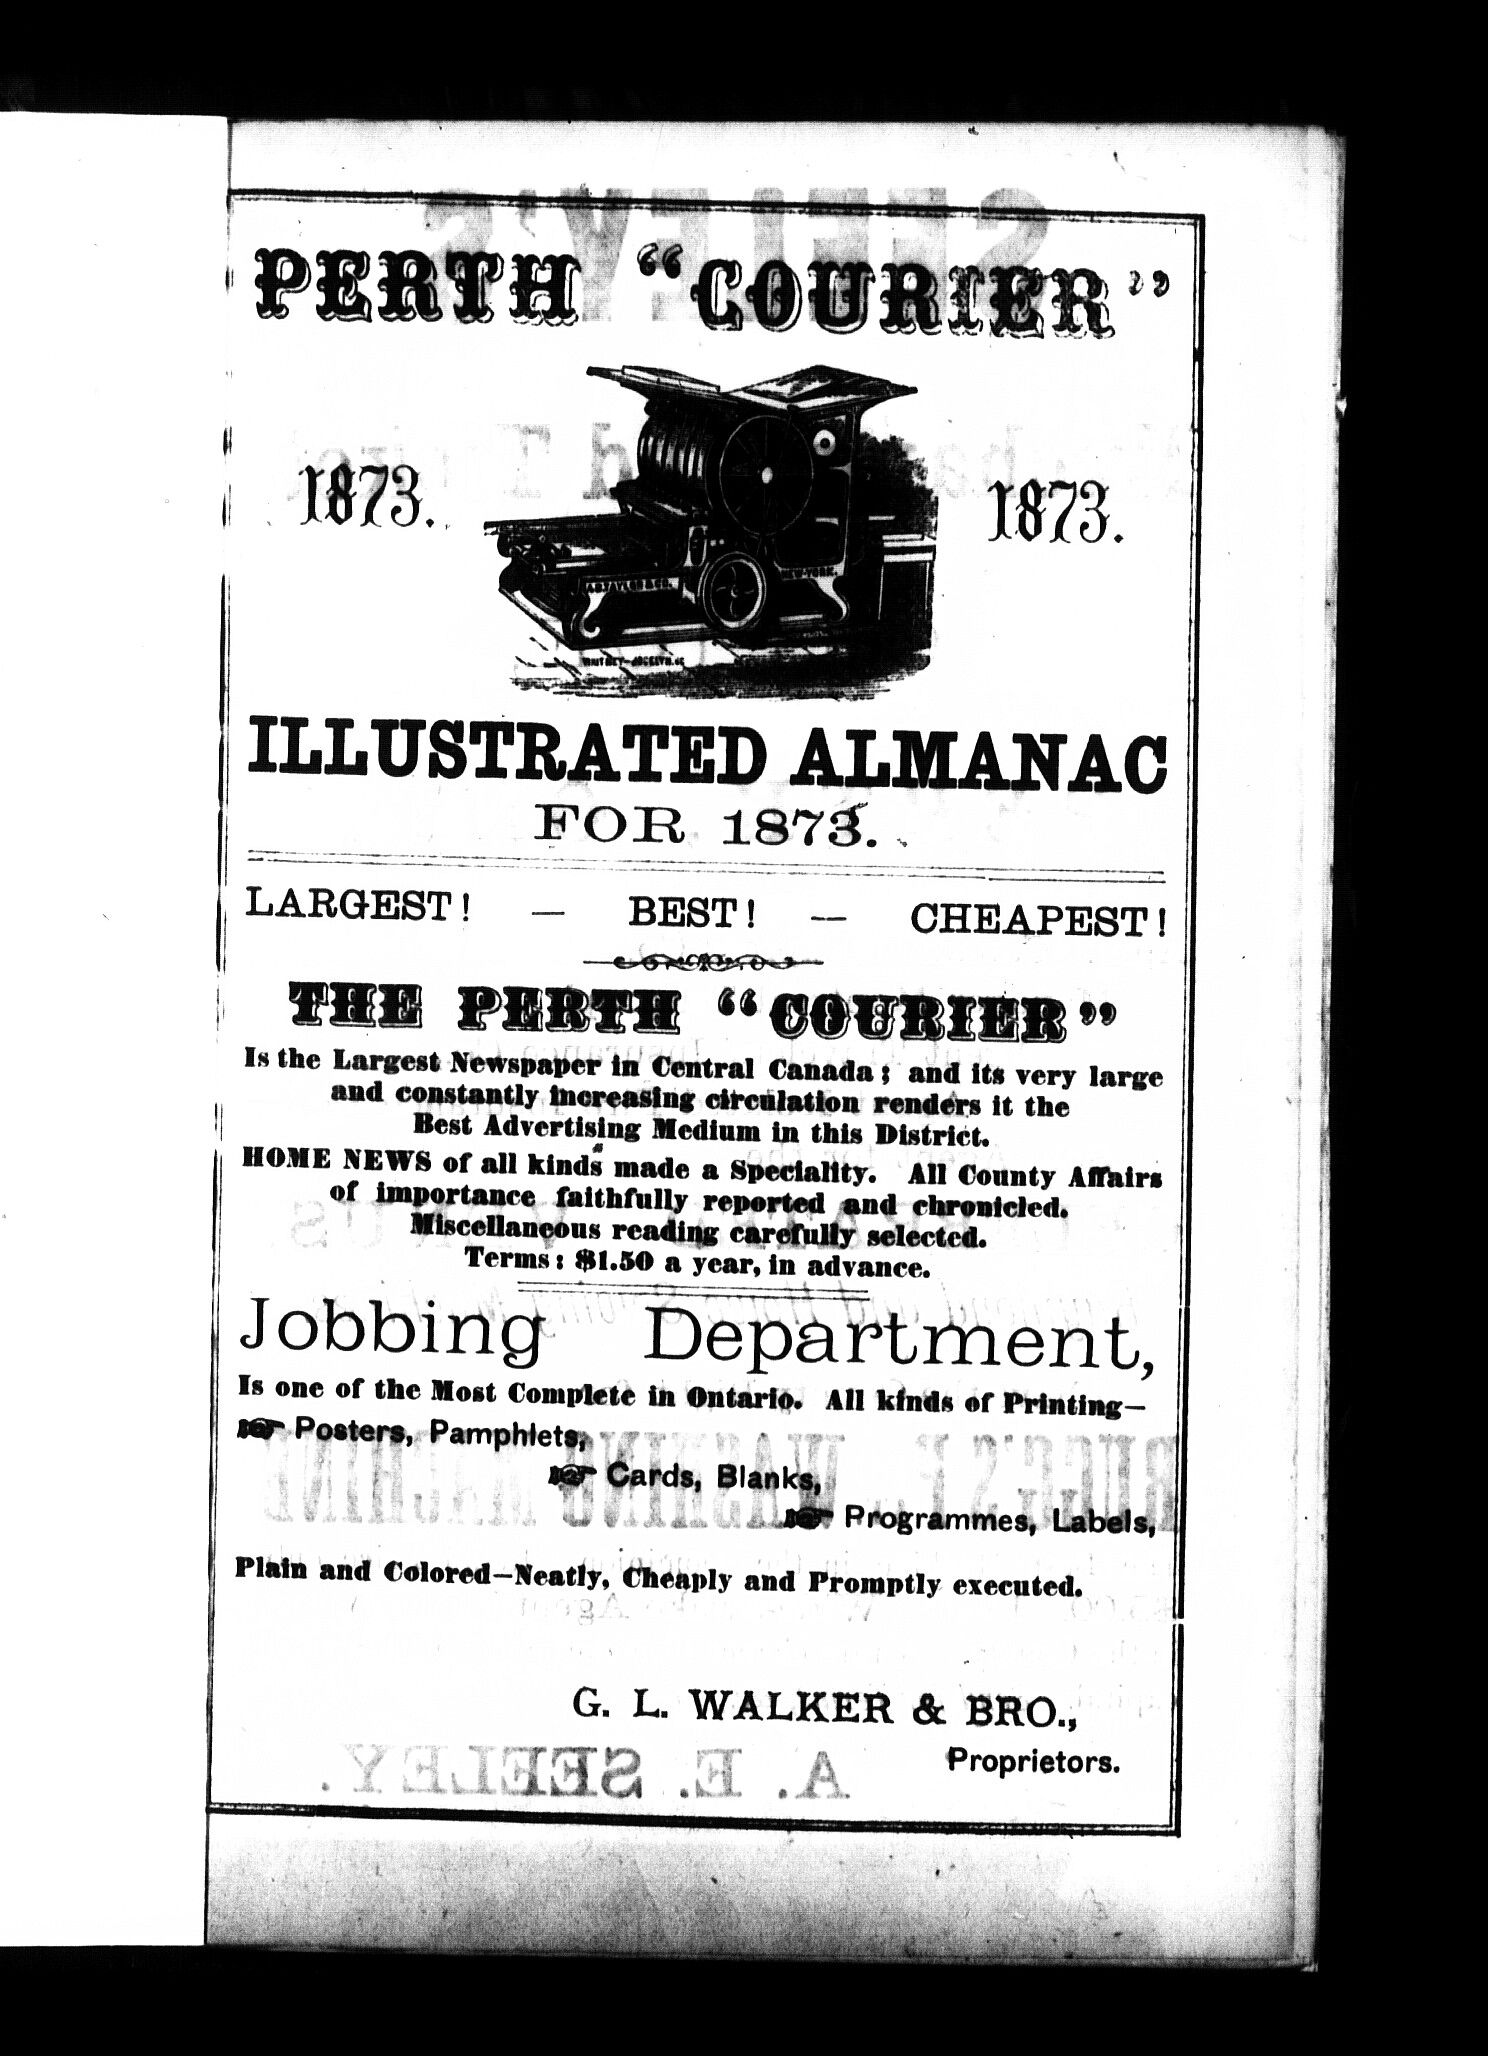 PERTH “COURIER”
1873. 1873.
A.B.TAYLOR & CO. NEW-YORK.
ILLUSTRATED ALMANAC
FOR 1873.
LARGEST! — BEST! — CHEAPEST!
THE PERTH “COURIER”
Is the Largest Newspaper in Central Canada; and its very large
and constantly increasing circulation renders it the
Best Advertising Medium in this District.
HOME NEWS of all kinds made a Speciality. All County Affairs
of importance faithfully reported and chronicled.
Miscellaneous reading carefully selected.
Terms: $1.50 a year, in advance.
Jobbing Department,
Is one of the Most Complete in Ontario. All kinds of Printing—
☞ Posters, Pamphlets,
☞ Cards, Blanks,
☞ Programmes, Labels,
Plain and Colored—Neatly, Cheaply and Promptly executed.
G. L. WALKER & BRO.,
Proprietors.
A. E. SEELEY.